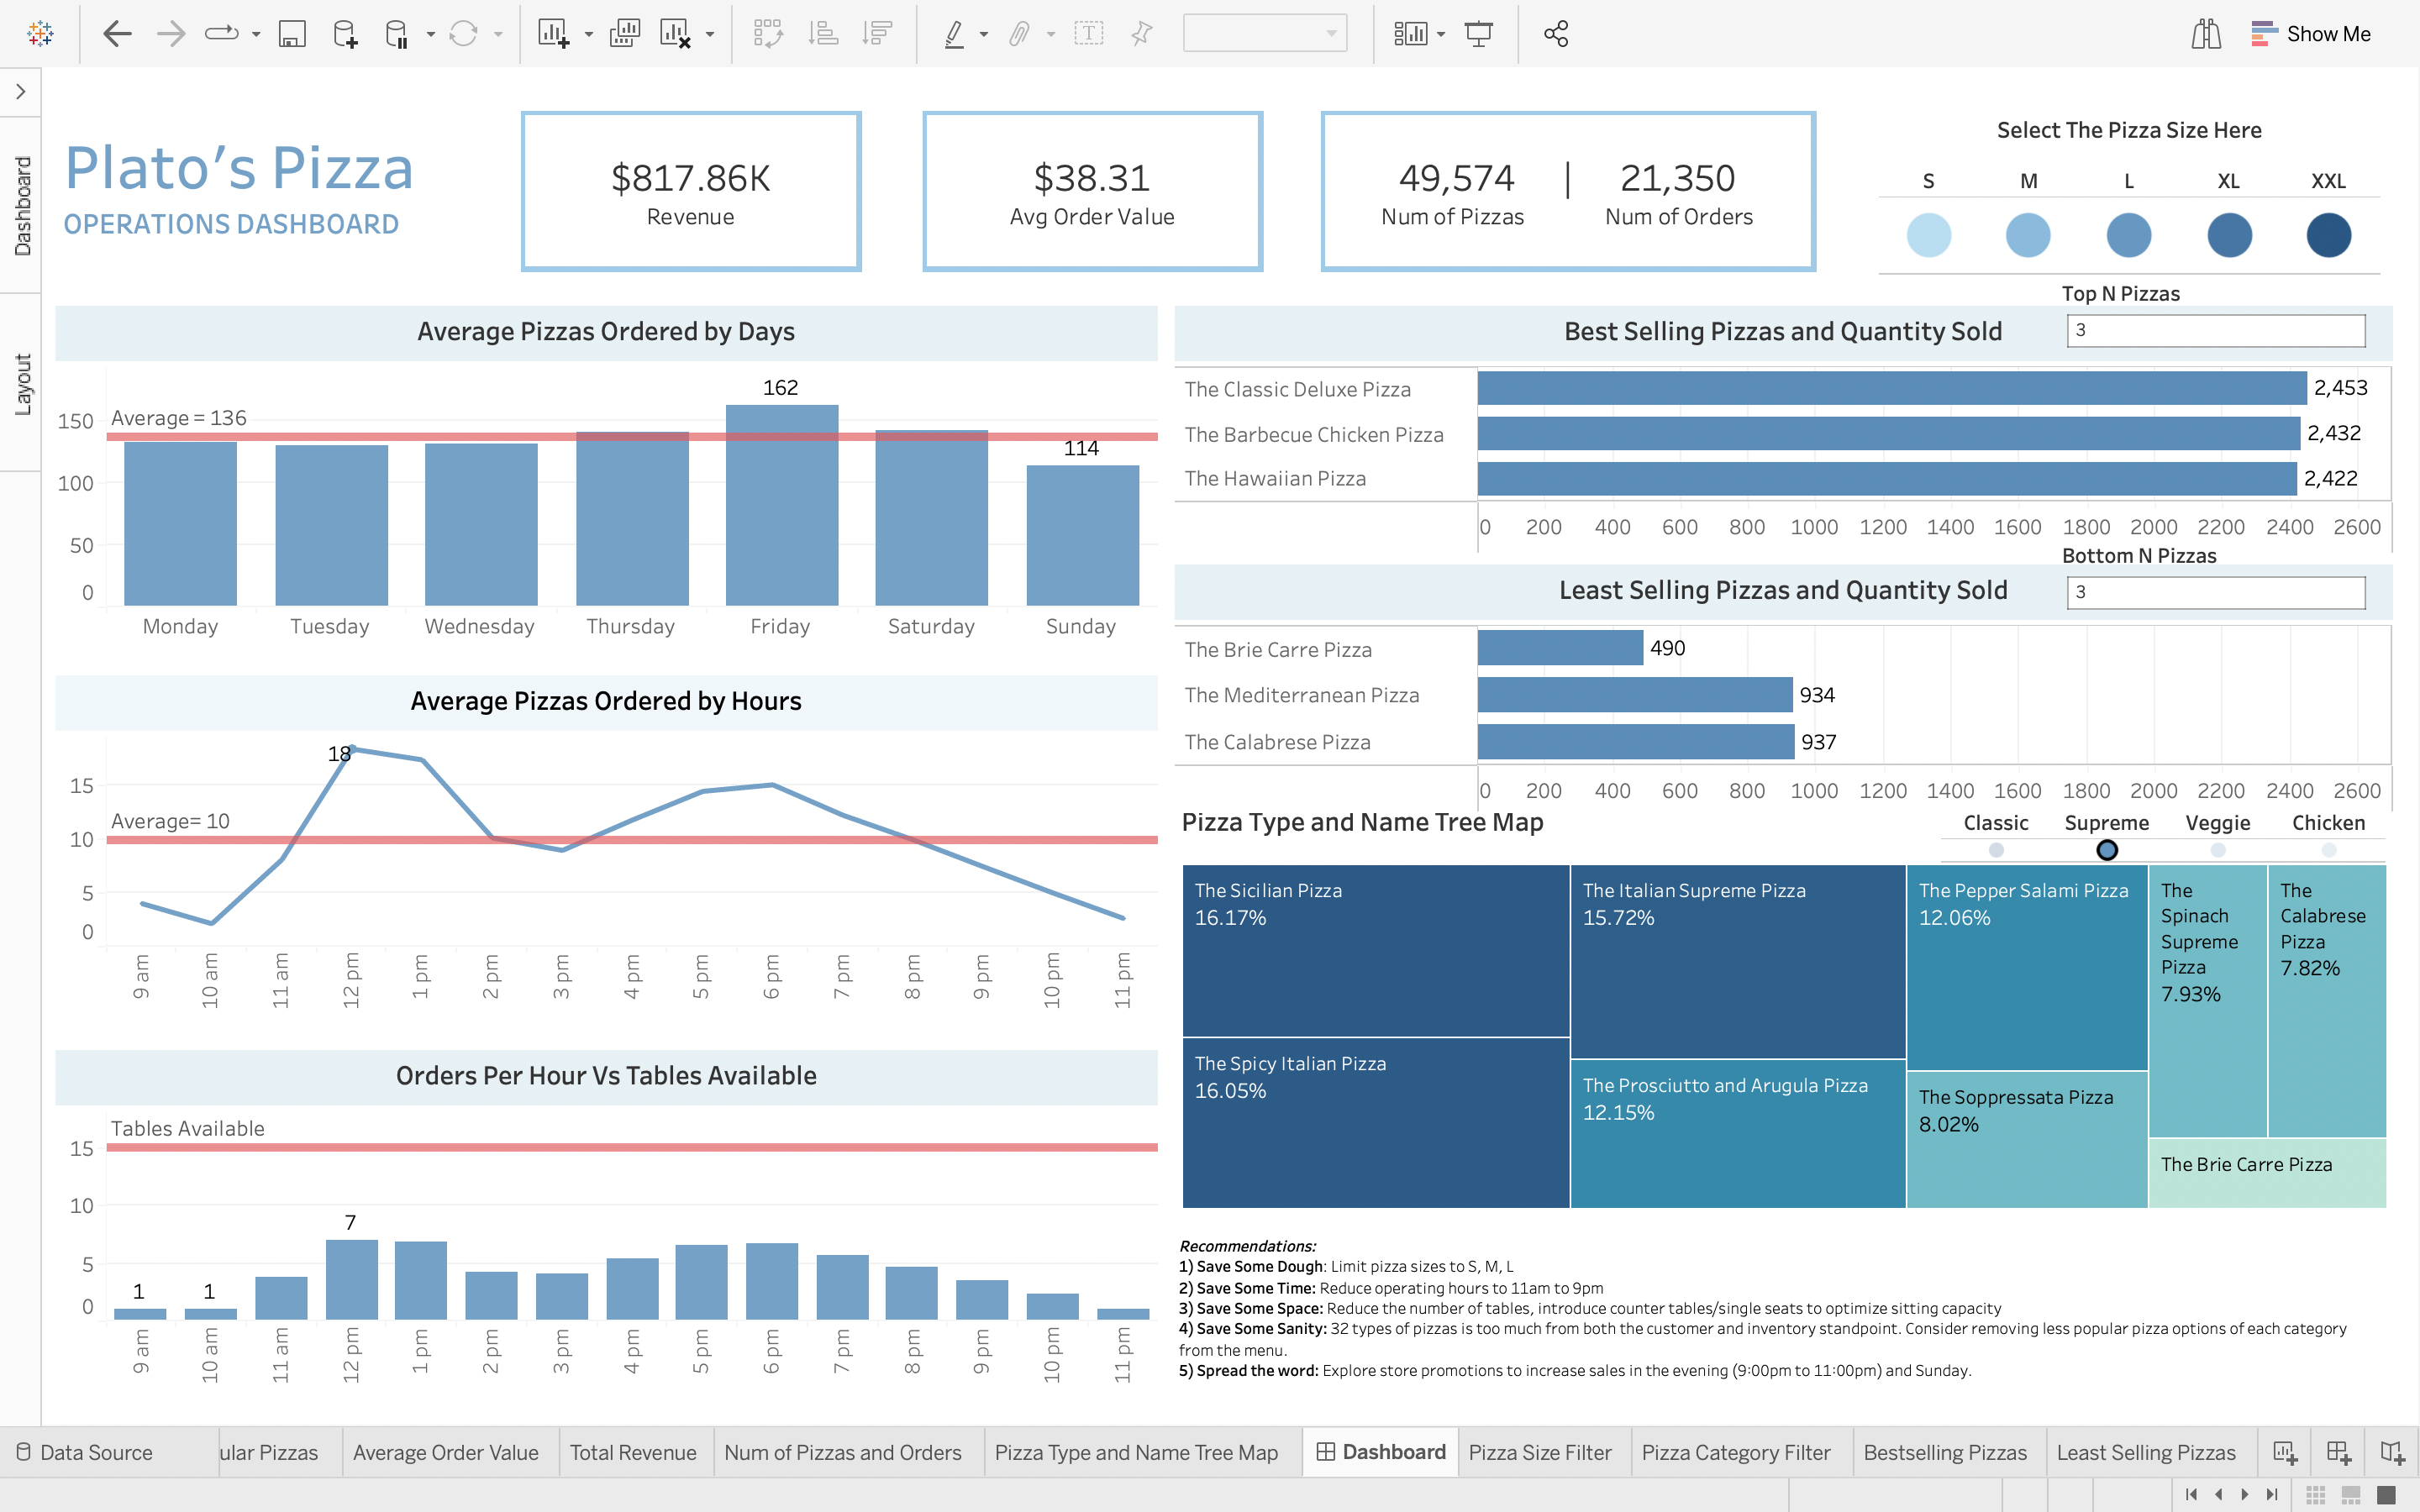 Show Me
Dashboard
Layout
Plato's Pizza
OPERATIONS DASHBOARD
$817.86K
Revenue
$38.31
Avg Order Value
49,574 | 21,350
Num of Pizzas Num of Orders
Select The Pizza Size Here
S M L XL XXL
Average Pizzas Ordered by Days
Average = 136
162
114
150
100
50
0
Monday Tuesday Wednesday Thursday Friday Saturday Sunday
Average Pizzas Ordered by Hours
18
15
Average= 10
10
5
0
9 am 10 am 11 am 12 pm 1 pm 2 pm 3 pm 4 pm 5 pm 6 pm 7 pm 8 pm 9 pm 10 pm 11 pm
Orders Per Hour Vs Tables Available
Tables Available
15
10
7
5
1 1
0
9 am 10 am 11 am 12 pm 1 pm 2 pm 3 pm 4 pm 5 pm 6 pm 7 pm 8 pm 9 pm 10 pm 11 pm
Top N Pizzas
Best Selling Pizzas and Quantity Sold
3
The Classic Deluxe Pizza 2,453
The Barbecue Chicken Pizza 2,432
The Hawaiian Pizza 2,422
0 200 400 600 800 1000 1200 1400 1600 1800 2000 2200 2400 2600
Bottom N Pizzas
Least Selling Pizzas and Quantity Sold
3
The Brie Carre Pizza 490
The Mediterranean Pizza 934
The Calabrese Pizza 937
0 200 400 600 800 1000 1200 1400 1600 1800 2000 2200 2400 2600
Pizza Type and Name Tree Map
Classic Supreme Veggie Chicken
The Sicilian Pizza
16.17%
The Spicy Italian Pizza
16.05%
The Italian Supreme Pizza
15.72%
The Prosciutto and Arugula Pizza
12.15%
The Pepper Salami Pizza
12.06%
The Soppressata Pizza
8.02%
The
Spinach
Supreme
Pizza
7.93%
The
Calabrese
Pizza
7.82%
The Brie Carre Pizza
Recommendations:
1) Save Some Dough: Limit pizza sizes to S, M, L
2) Save Some Time: Reduce operating hours to 11am to 9pm
3) Save Some Space: Reduce the number of tables, introduce counter tables/single seats to optimize sitting capacity
4) Save Some Sanity: 32 types of pizzas is too much from both the customer and inventory standpoint. Consider removing less popular pizza options of each category
from the menu.
5) Spread the word: Explore store promotions to increase sales in the evening (9:00pm to 11:00pm) and Sunday.
Data Source ular Pizzas Average Order Value Total Revenue Num of Pizzas and Orders Pizza Type and Name Tree Map Dashboard Pizza Size Filter Pizza Category Filter Bestselling Pizzas Least Selling Pizzas